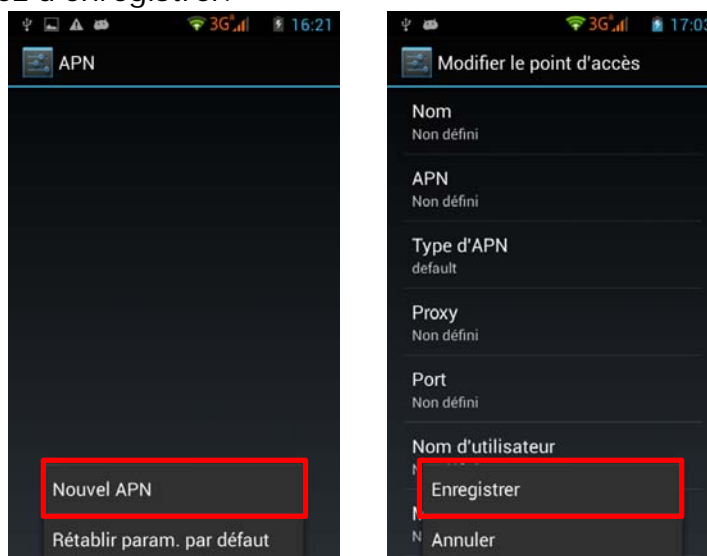 d'enregistrer.
3G 16:21
APN
Nouvel APN
Rétablir param. par défaut
3G 17:03
Modifier le point d'accès
Nom
Non défini
APN
Non défini
Type d'APN
default
Proxy
Non défini
Port
Non défini
Nom d'utilisateur
Enregistrer
Annuler